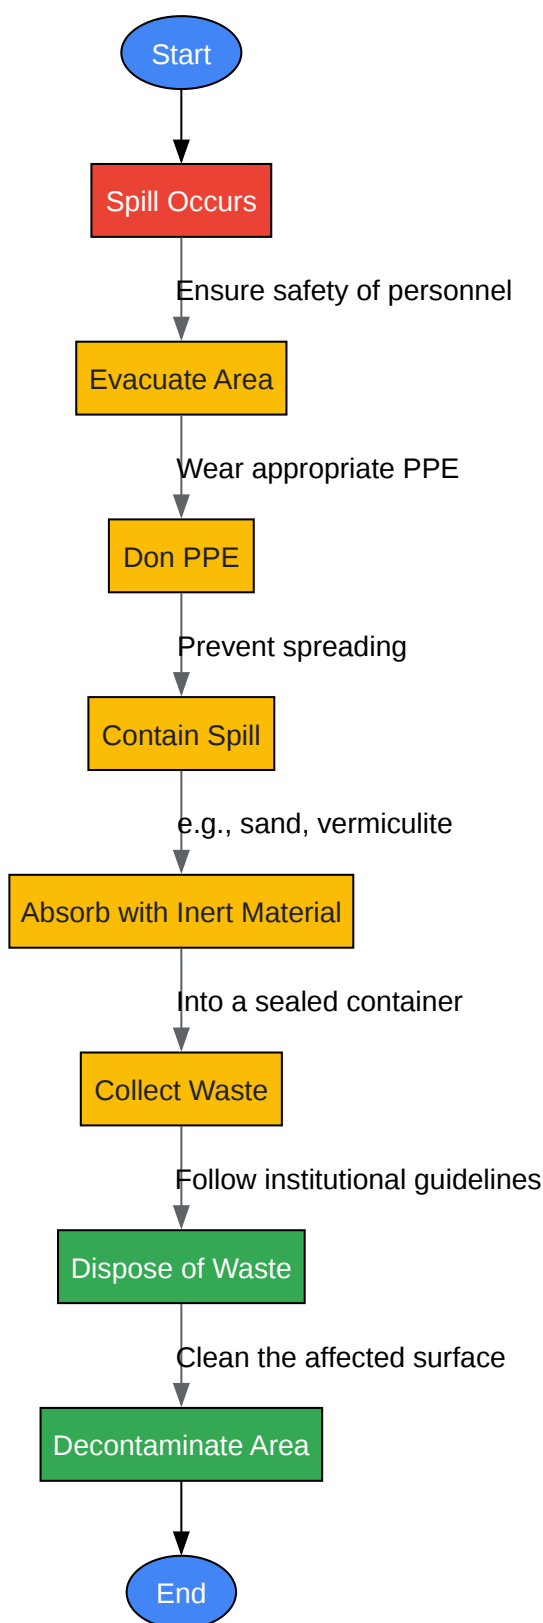 Start
Spill Occurs
Ensure safety of personnel
Evacuate Area
Wear appropriate PPE
Don PPE
Prevent spreading
Contain Spill
e.g., sand, vermiculite
Absorb with Inert Material
Into a sealed container
Collect Waste
Follow institutional guidelines
Dispose of Waste
Clean the affected surface
Decontaminate Area
End